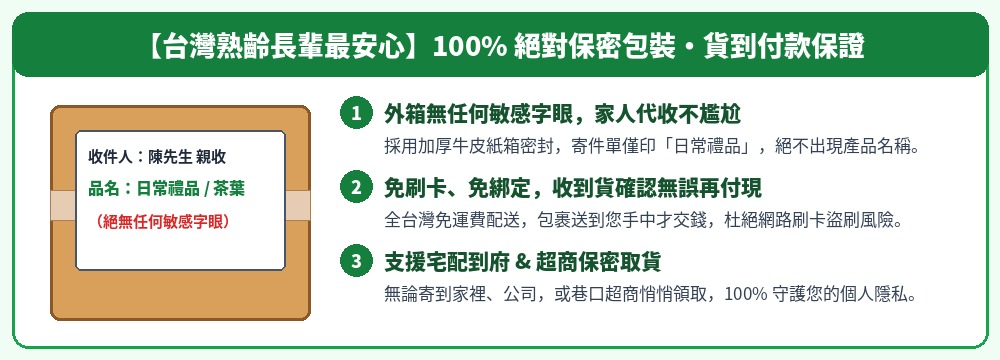 【台灣熟齡長輩最安心】100% 絕對保密包裝・貨到付款保證
收件人：陳先生 親收
品名：日常禮品 / 茶葉
（絕無任何敏感字眼）
1 外箱無任何敏感字眼，家人代收不尷尬
採用加厚牛皮紙箱密封，寄件單僅印「日常禮品」，絕不出現產品名稱。
2 免刷卡、免綁定，收到貨確認無誤再付現
全台灣免運費配送，包裹送到您手中才交錢，杜絕網路刷卡盜刷風險。
3 支援宅配到府 & 超商保密取貨
無論寄到家裡、公司，或巷口超商悄悄領取，100% 守護您的個人隱私。